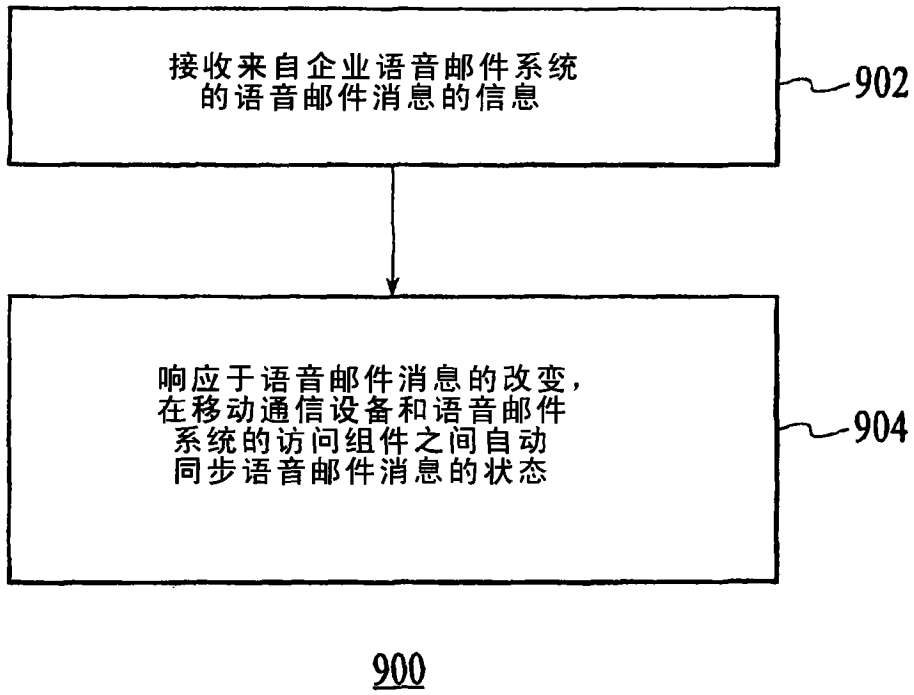 接收来自企业语音邮件系统
的语音邮件消息的信息
902
响应于语音邮件消息的改变，
在移动通信设备和语音邮件
系统的访问组件之间自动
同步语音邮件消息的状态
904
900